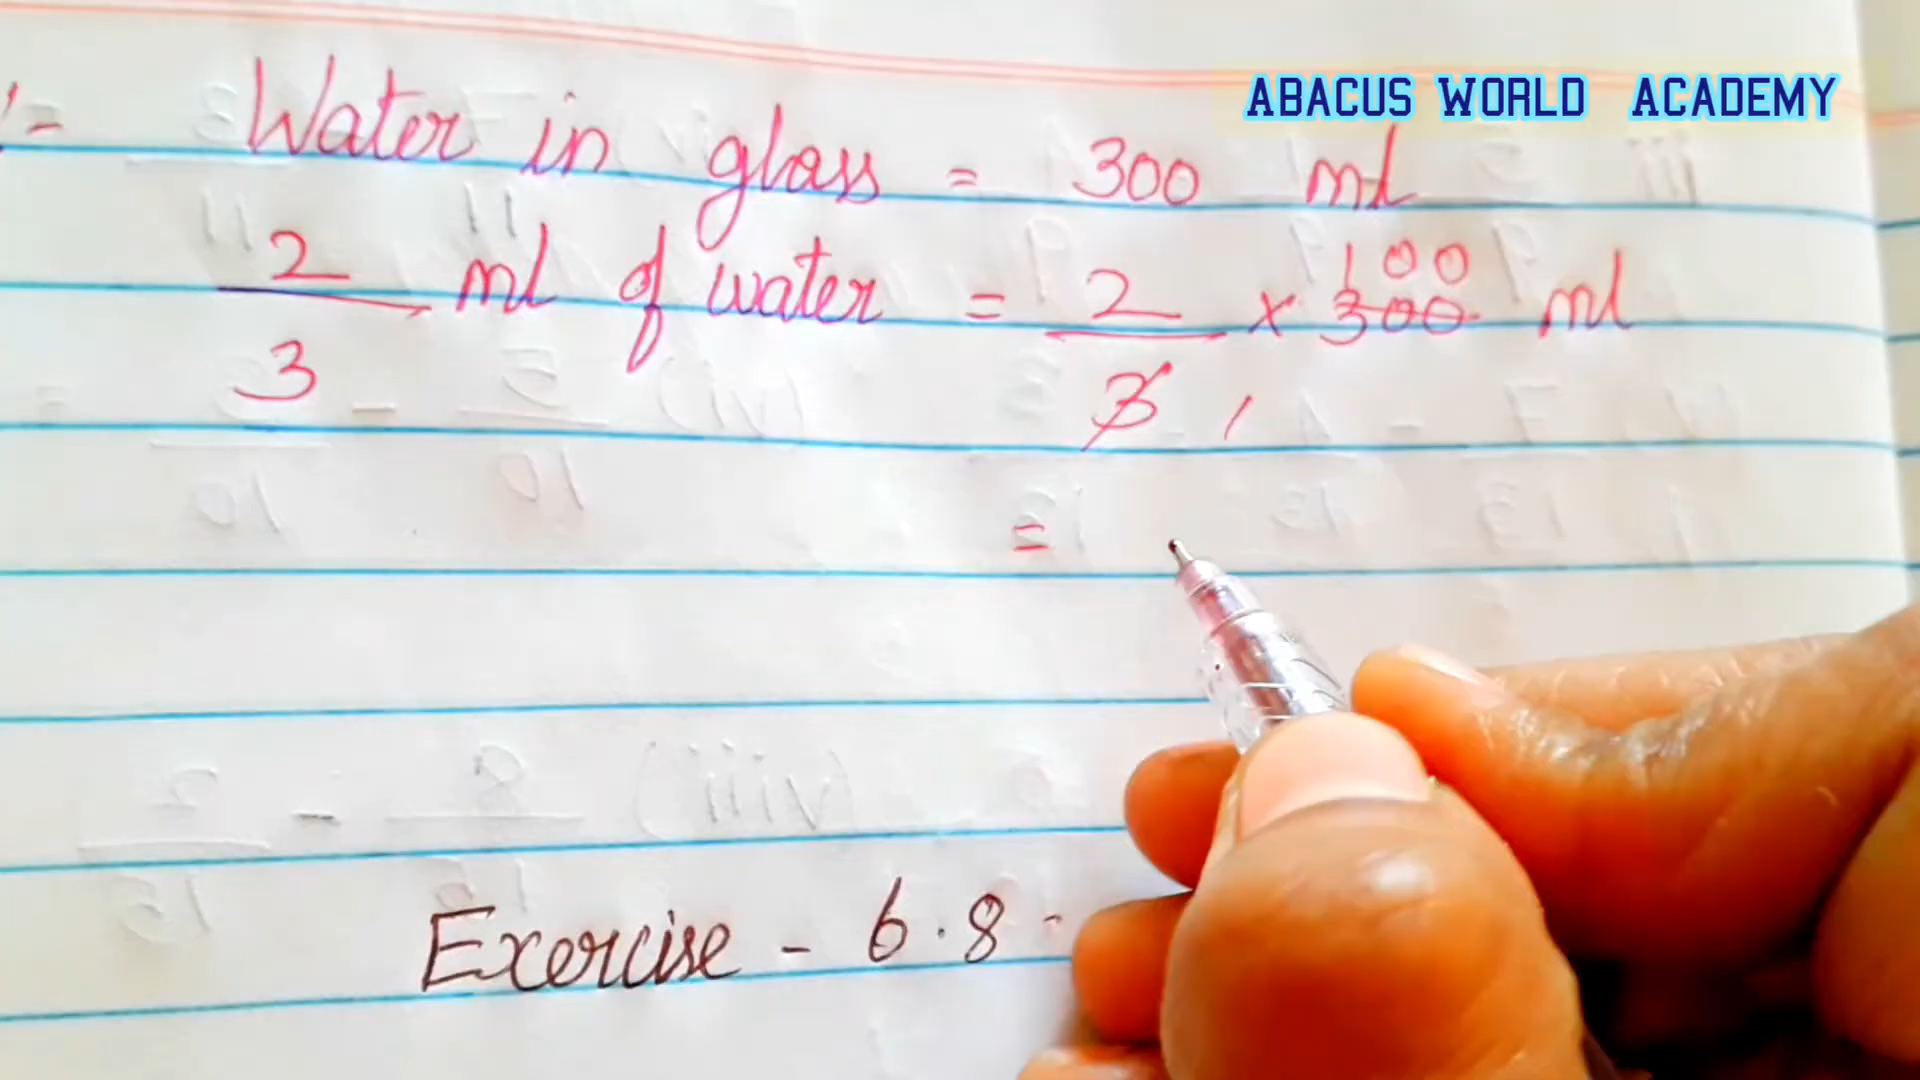 ABACUS WORLD ACADEMY
Water in glass = 300 ml
2/3 ml of water = 2/3 1 × 300 100 ml
=
Exercise - 6.8